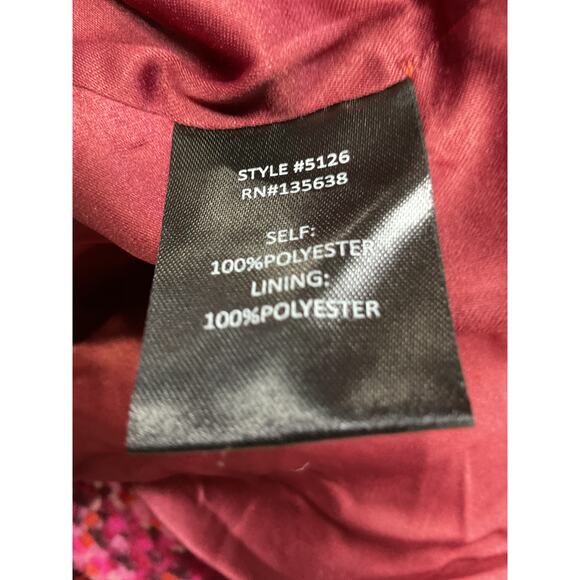 STYLE #5126
RN#135638
SELF:
100%POLYESTER
LINING:
100%POLYESTER